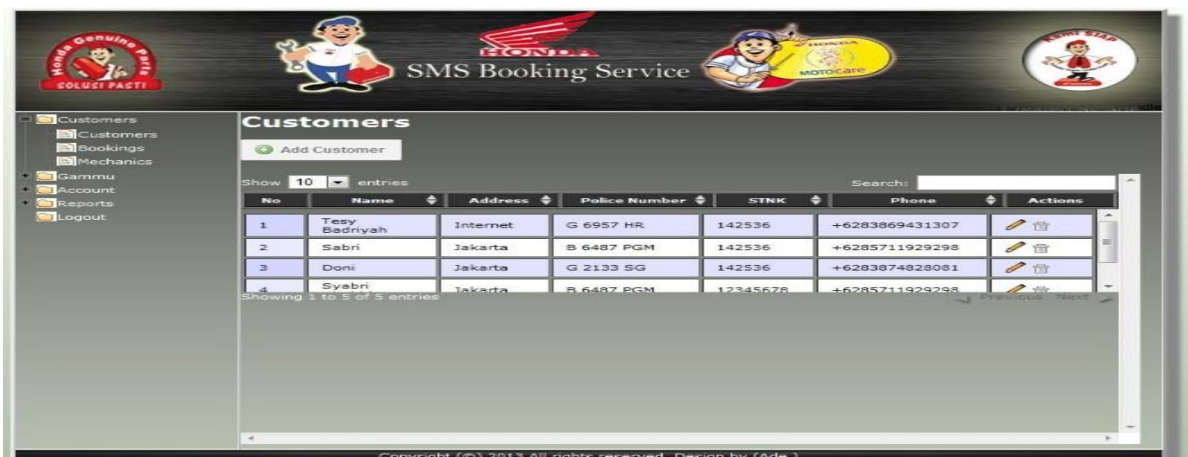 Honda Genuine Parts
SOLUSI PASTI
HONDA
SMS Booking Service
HONDA
MOTOCare
KAMI SIAP
Customers
Customers
Bookings
Mechanics
Gammu
Account
Reports
Logout
Customers
Add Customer
Show 10 entries
Search:
No Name Address Police Number STNK Phone Actions
1 Tesy Badriyah Internet G 6957 HR 142536 +6283869431307
2 Sabri Jakarta B 6487 PGM 142536 +6285711929298
3 Doni Jakarta G 2133 SG 142536 +6283874828081
4 Syabri Jakarta B 6487 PGM 12345678 +6285711929298
Showing 1 to 5 of 5 entries
Previous Next
Copyright (©) 2013 All rights reserved. Design by (Ade )